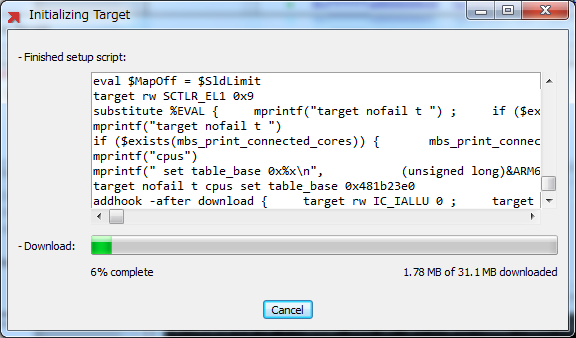 Initializing Target
- Finished setup script:
eval $MapOff = $SldLimit
target rw SCTLR_EL1 0x9
substitute %EVAL {    mprintf("target nofail t ") ;    if ($ex
mprintf("target nofail t ")
if ($exists(mbs_print_connected_cores)) {        mbs_print_connec
mprintf("cpus")
mprintf(" set table_base 0x%x\n",            (unsigned long)&ARM6
target nofail t cpus set table_base 0x481b23e0
addhook -after download {    target rw IC_IALLU 0 ;    target
- Download:
6% complete
1.78 MB of 31.1 MB downloaded
Cancel